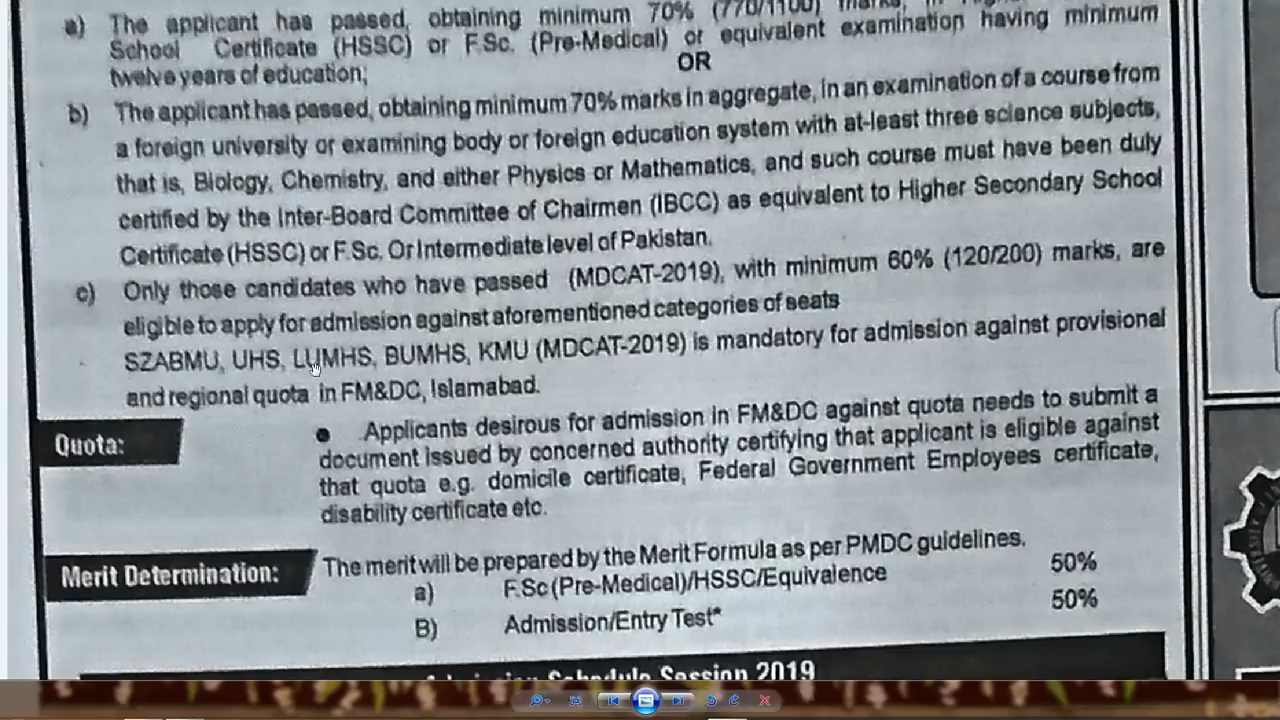 a) The applicant has passed, obtaining minimum 70% (770/1100) marks, in
School Certificate (HSSC) or F.Sc. (Pre-Medical) or equivalent examination having minimum
twelve years of education;
OR
b) The applicant has passed, obtaining minimum 70% marks in aggregate, in an examination of a course from
a foreign university or examining body or foreign education system with at-least three science subjects,
that is, Biology, Chemistry, and either Physics or Mathematics, and such course must have been duly
certified by the Inter-Board Committee of Chairmen (IBCC) as equivalent to Higher Secondary School
Certificate (HSSC) or F.Sc. Or Intermediate level of Pakistan.
c) Only those candidates who have passed (MDCAT-2019), with minimum 60% (120/200) marks, are
eligible to apply for admission against aforementioned categories of seats
SZABMU, UHS, LUMHS, BUMHS, KMU (MDCAT-2019) is mandatory for admission against provisional
and regional quota in FM&DC, Islamabad.
Quota:
• Applicants desirous for admission in FM&DC against quota needs to submit a
document issued by concerned authority certifying that applicant is eligible against
that quota e.g. domicile certificate, Federal Government Employees certificate,
disability certificate etc.
Merit Determination:
The merit will be prepared by the Merit Formula as per PMDC guidelines.
a) F.Sc (Pre-Medical)/HSSC/Equivalence 50%
B) Admission/Entry Test* 50%
Admission Schedule Session 2019